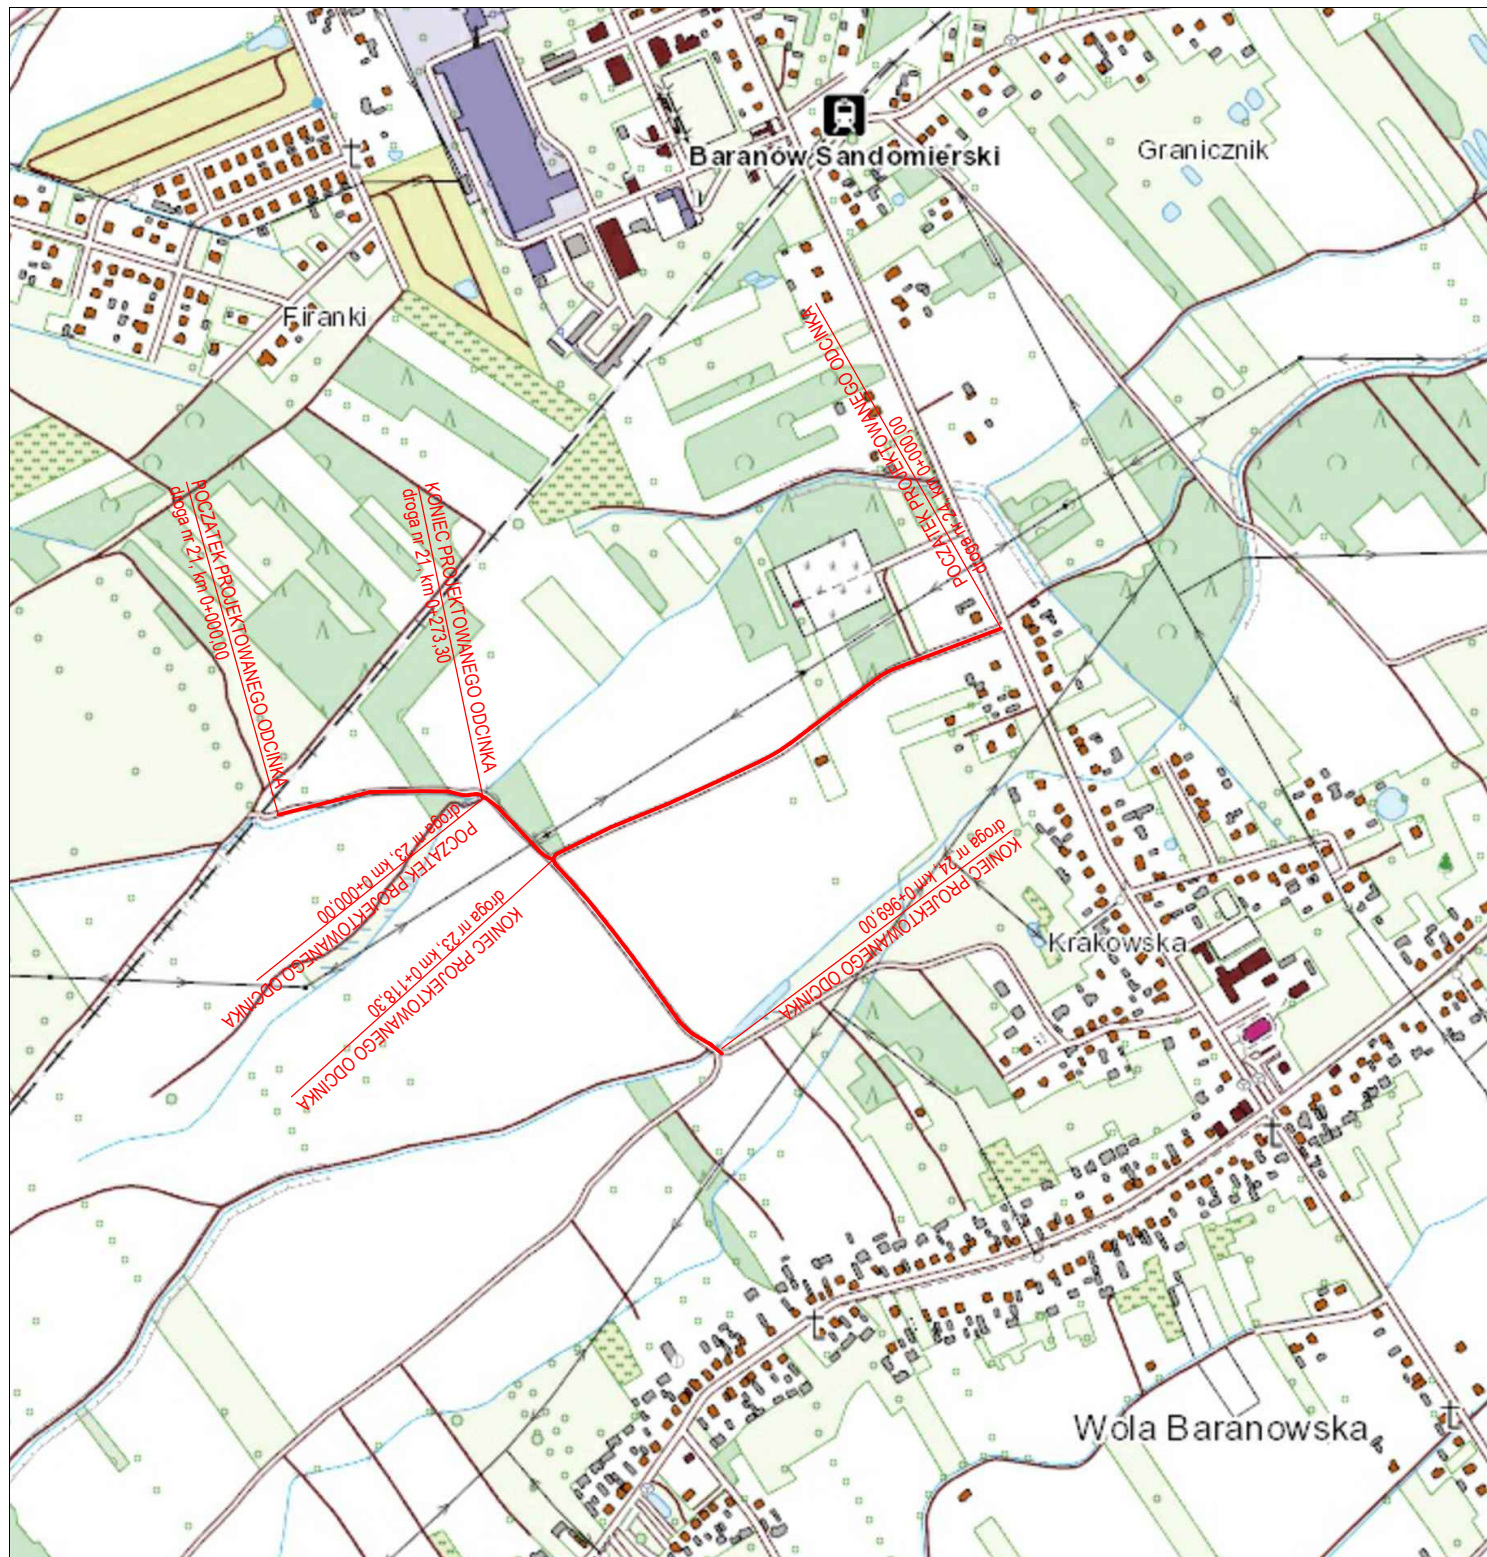 Baranów Sandomierski
Granicznik
Firanki
POCZATEK PROJEKTOWANEGO ODCINKA
droga nr 24, km 0+000,00
POCZATEK PROJEKTOWANEGO ODCINKA
droga nr 21, km 0+000,00
KONIEC PROJEKTOWANEGO ODCINKA
droga nr 21, km 0+273,30
droga nr 23, km 0+000,00
POCZATEK PROJEKTOWANEGO ODCINKA
droga nr 23, km 0+118,30
KONIEC PROJEKTOWANEGO ODCINKA
droga nr 24, km 0+969,00
KONIEC PROJEKTOWANEGO ODCINKA
Krakowska
Wola Baranowska